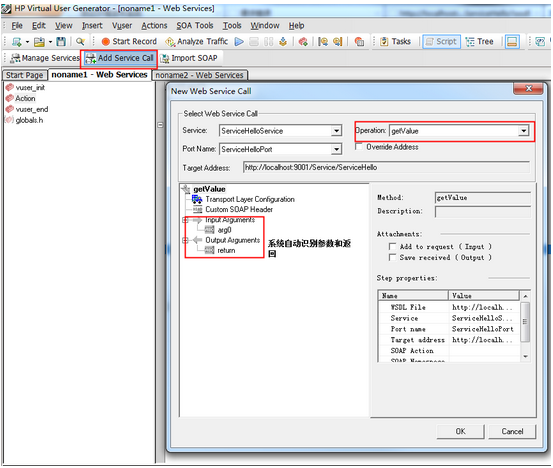 HP Virtual User Generator - [noname1 - Web Services]
File Edit View Insert Vuser Actions SOA Tools Tools Window Help
Start Record Analyze Traffic Tasks Script Tree
Manage Services Add Service Call Import SOAP
Start Page noname1 - Web Services noname2 - Web Services
vuser_init
Action
vuser_end
globals.h
New Web Service Call
Select Web Service Call
Service: ServiceHelloService Operation: getValue
Port Name: ServiceHelloPort Override Address
Target Address: http://localhost:9001/Service/ServiceHello
getValue
Transport Layer Configuration
Custom SOAP Header
Input Arguments
arg0
Output Arguments
return
系统自动识别参数和返
回
Method: getValue
Description:
Attachments:
Add to request ( Input )
Save received ( Output )
Step properties:
Name Value
WSDL File http://localh...
Service ServiceHelloS...
Port name ServiceHelloPort
Target address http://localh...
SOAP Action
OK Cancel